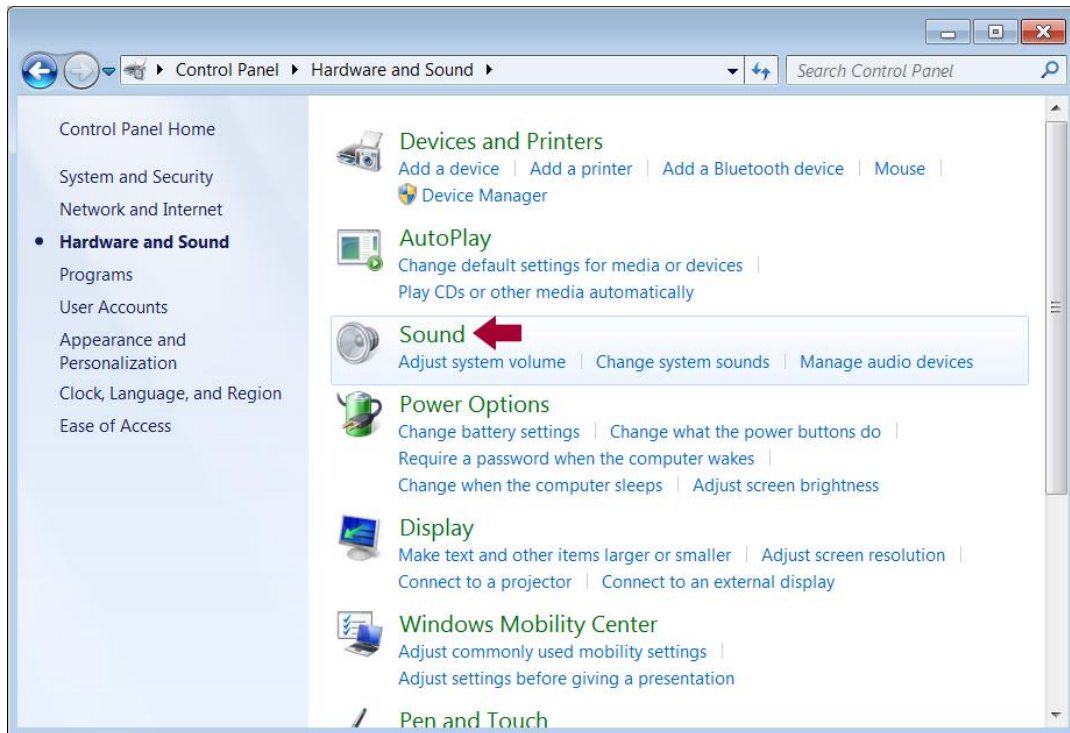 Control Panel Hardware and Sound
Search Control Panel
Control Panel Home
System and Security
Network and Internet
Hardware and Sound
Programs
User Accounts
Appearance and
Personalization
Clock, Language, and Region
Ease of Access
Devices and Printers
Add a device Add a printer Add a Bluetooth device Mouse
Device Manager
AutoPlay
Change default settings for media or devices
Play CDs or other media automatically
Sound
Adjust system volume Change system sounds Manage audio devices
Power Options
Change battery settings Change what the power buttons do
Require a password when the computer wakes
Change when the computer sleeps Adjust screen brightness
Display
Make text and other items larger or smaller Adjust screen resolution
Connect to a projector Connect to an external display
Windows Mobility Center
Adjust commonly used mobility settings
Adjust settings before giving a presentation
Pen and Touch